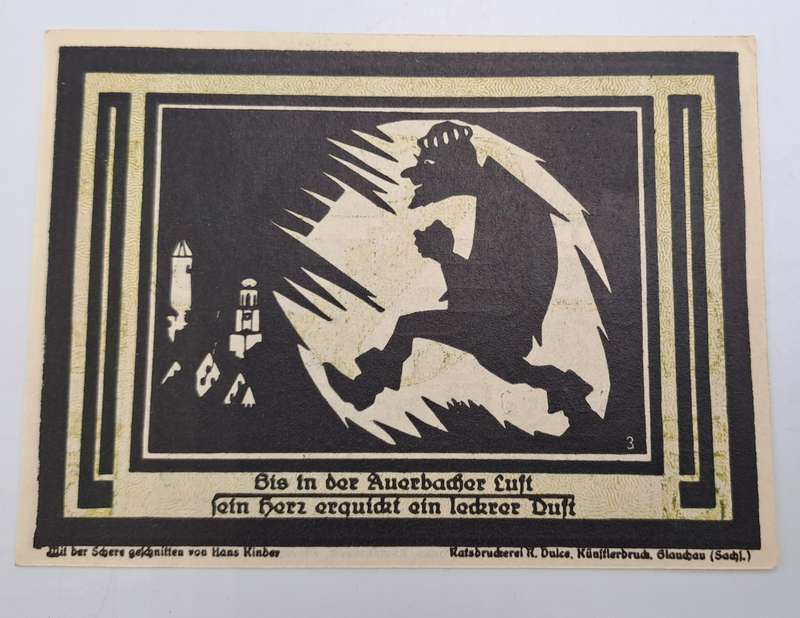 3
Bis in der Auerbacher Luft
sein Herz erquickt ein leckrer Duft
Mit der Schere geschnitten von Hans Kinder
Ratsdruckerei R. Dulce, Künstlerdruck, Glauchau (Sachs.)